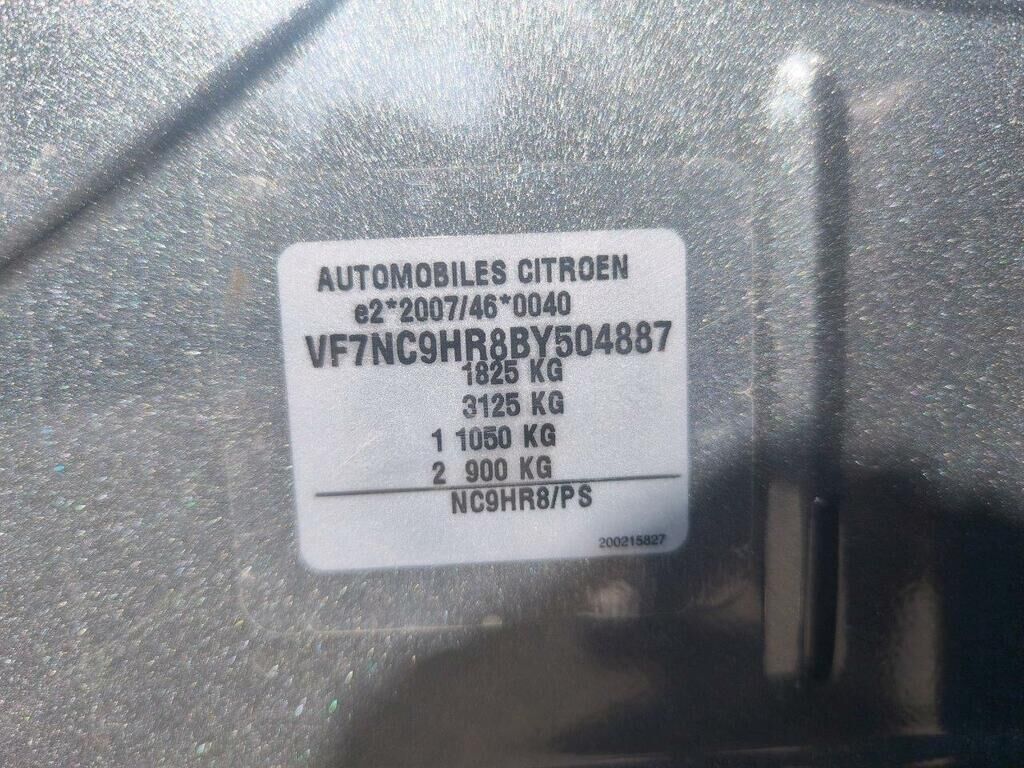 AUTOMOBILES CITROEN
e2*2007/46*0040
VF7NC9HR8BY504887
1825 KG
3125 KG
1 1050 KG
2 900 KG
NC9HR8/PS
200215827